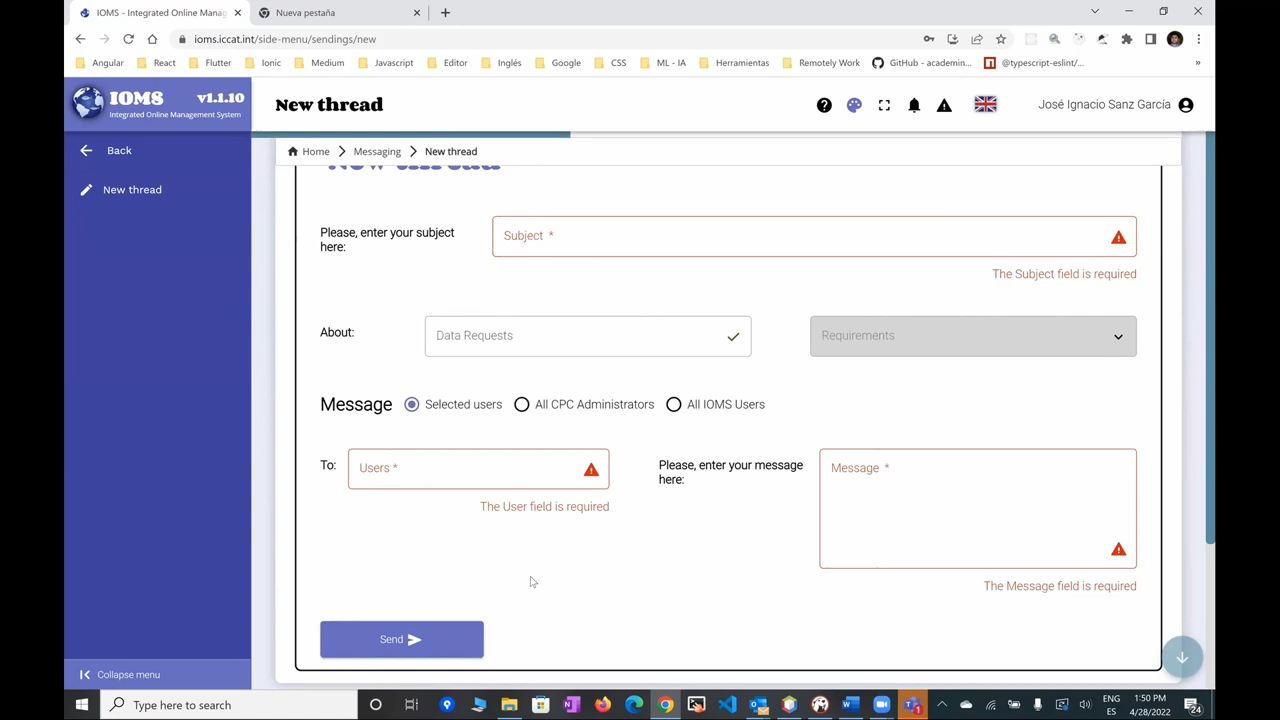 IOMS - Integrated Online Manag
Nueva pestaña
ioms.iccat.int/side-menu/sendings/new
Angular
React
Flutter
Ionic
Medium
Javascript
Editor
Inglés
Google
CSS
ML - IA
Herramientas
Remotely Work
GitHub - academin...
@typescript-eslint/...
»
IOMS v1.1.10
Integrated Online Management System
New thread
José Ignacio Sanz García
Back
New thread
Home
Messaging
New thread
Please, enter your subject
here:
Subject *
The Subject field is required
About:
Data Requests
Requirements
Message
Selected users
All CPC Administrators
All IOMS Users
To:
Users *
The User field is required
Please, enter your message
here:
Message *
The Message field is required
Send
Collapse menu
Type here to search
ENG
ES
1:50 PM
4/28/2022
24